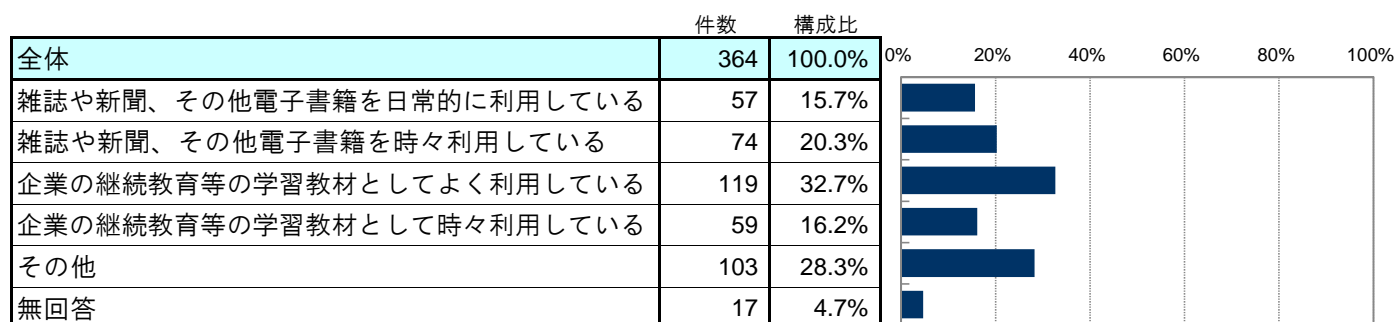 件数 構成比
全体 364 100.0% 0% 20% 40% 60% 80% 100%
雑誌や新聞、その他電子書籍を日常的に利用している 57 15.7%
雑誌や新聞、その他電子書籍を時々利用している 74 20.3%
企業の継続教育等の学習教材としてよく利用している 119 32.7%
企業の継続教育等の学習教材として時々利用している 59 16.2%
その他 103 28.3%
無回答 17 4.7%